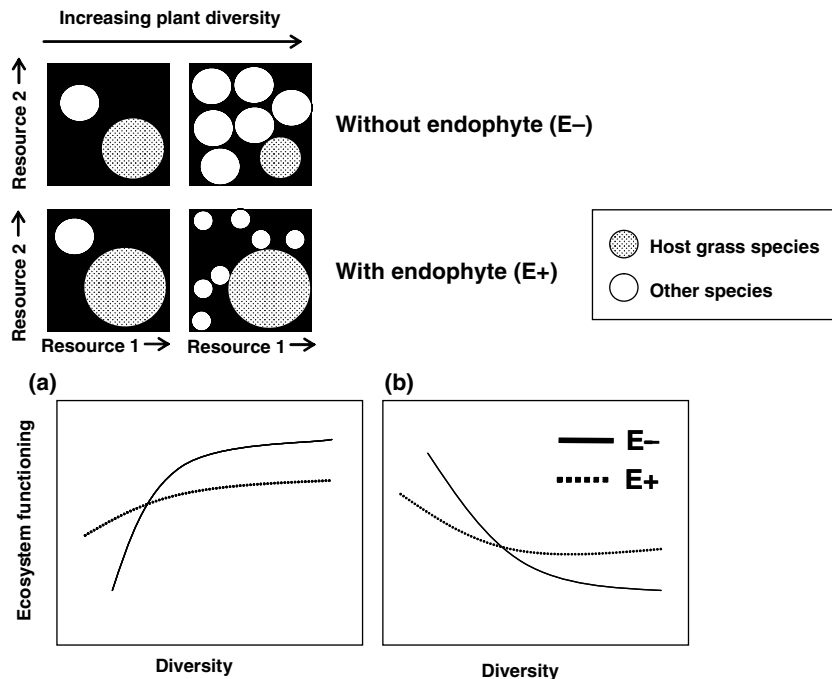 Increasing plant diversity
Resource 2
Without endophyte (E–)
Resource 2
With endophyte (E+)
Resource 1
Resource 1
Host grass species
Other species
(a)
(b)
Ecosystem functioning
E–
E+
Diversity
Diversity